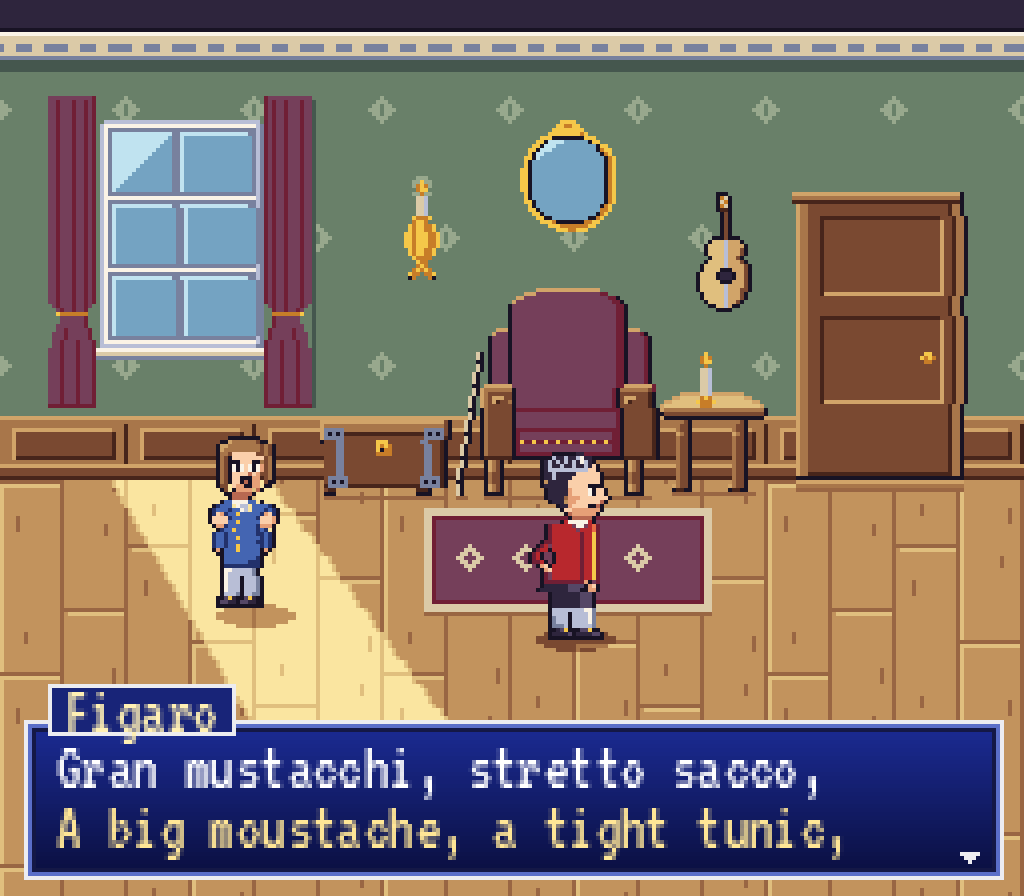 Figaro
Gran mustacchi, stretto sacco,
A big moustache, a tight tunic,